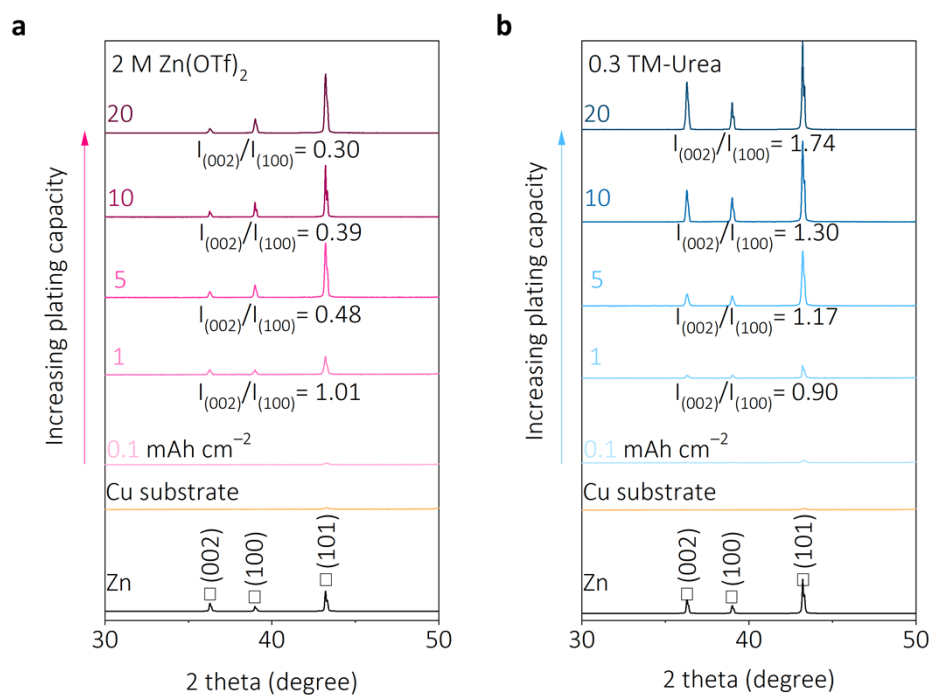 a
2 M Zn(OTf)2
20
I(002)/I(100)= 0.30
10
I(002)/I(100)= 0.39
5
I(002)/I(100)= 0.48
1
I(002)/I(100)= 1.01
0.1 mAh cm−2
Cu substrate
Zn
(002)
(100)
(101)
30
40
50
2 theta (degree)
Increasing plating capacity
b
0.3 TM-Urea
20
I(002)/I(100)= 1.74
10
I(002)/I(100)= 1.30
5
I(002)/I(100)= 1.17
1
I(002)/I(100)= 0.90
0.1 mAh cm−2
Cu substrate
Zn
(002)
(100)
(101)
30
40
50
2 theta (degree)
Increasing plating capacity